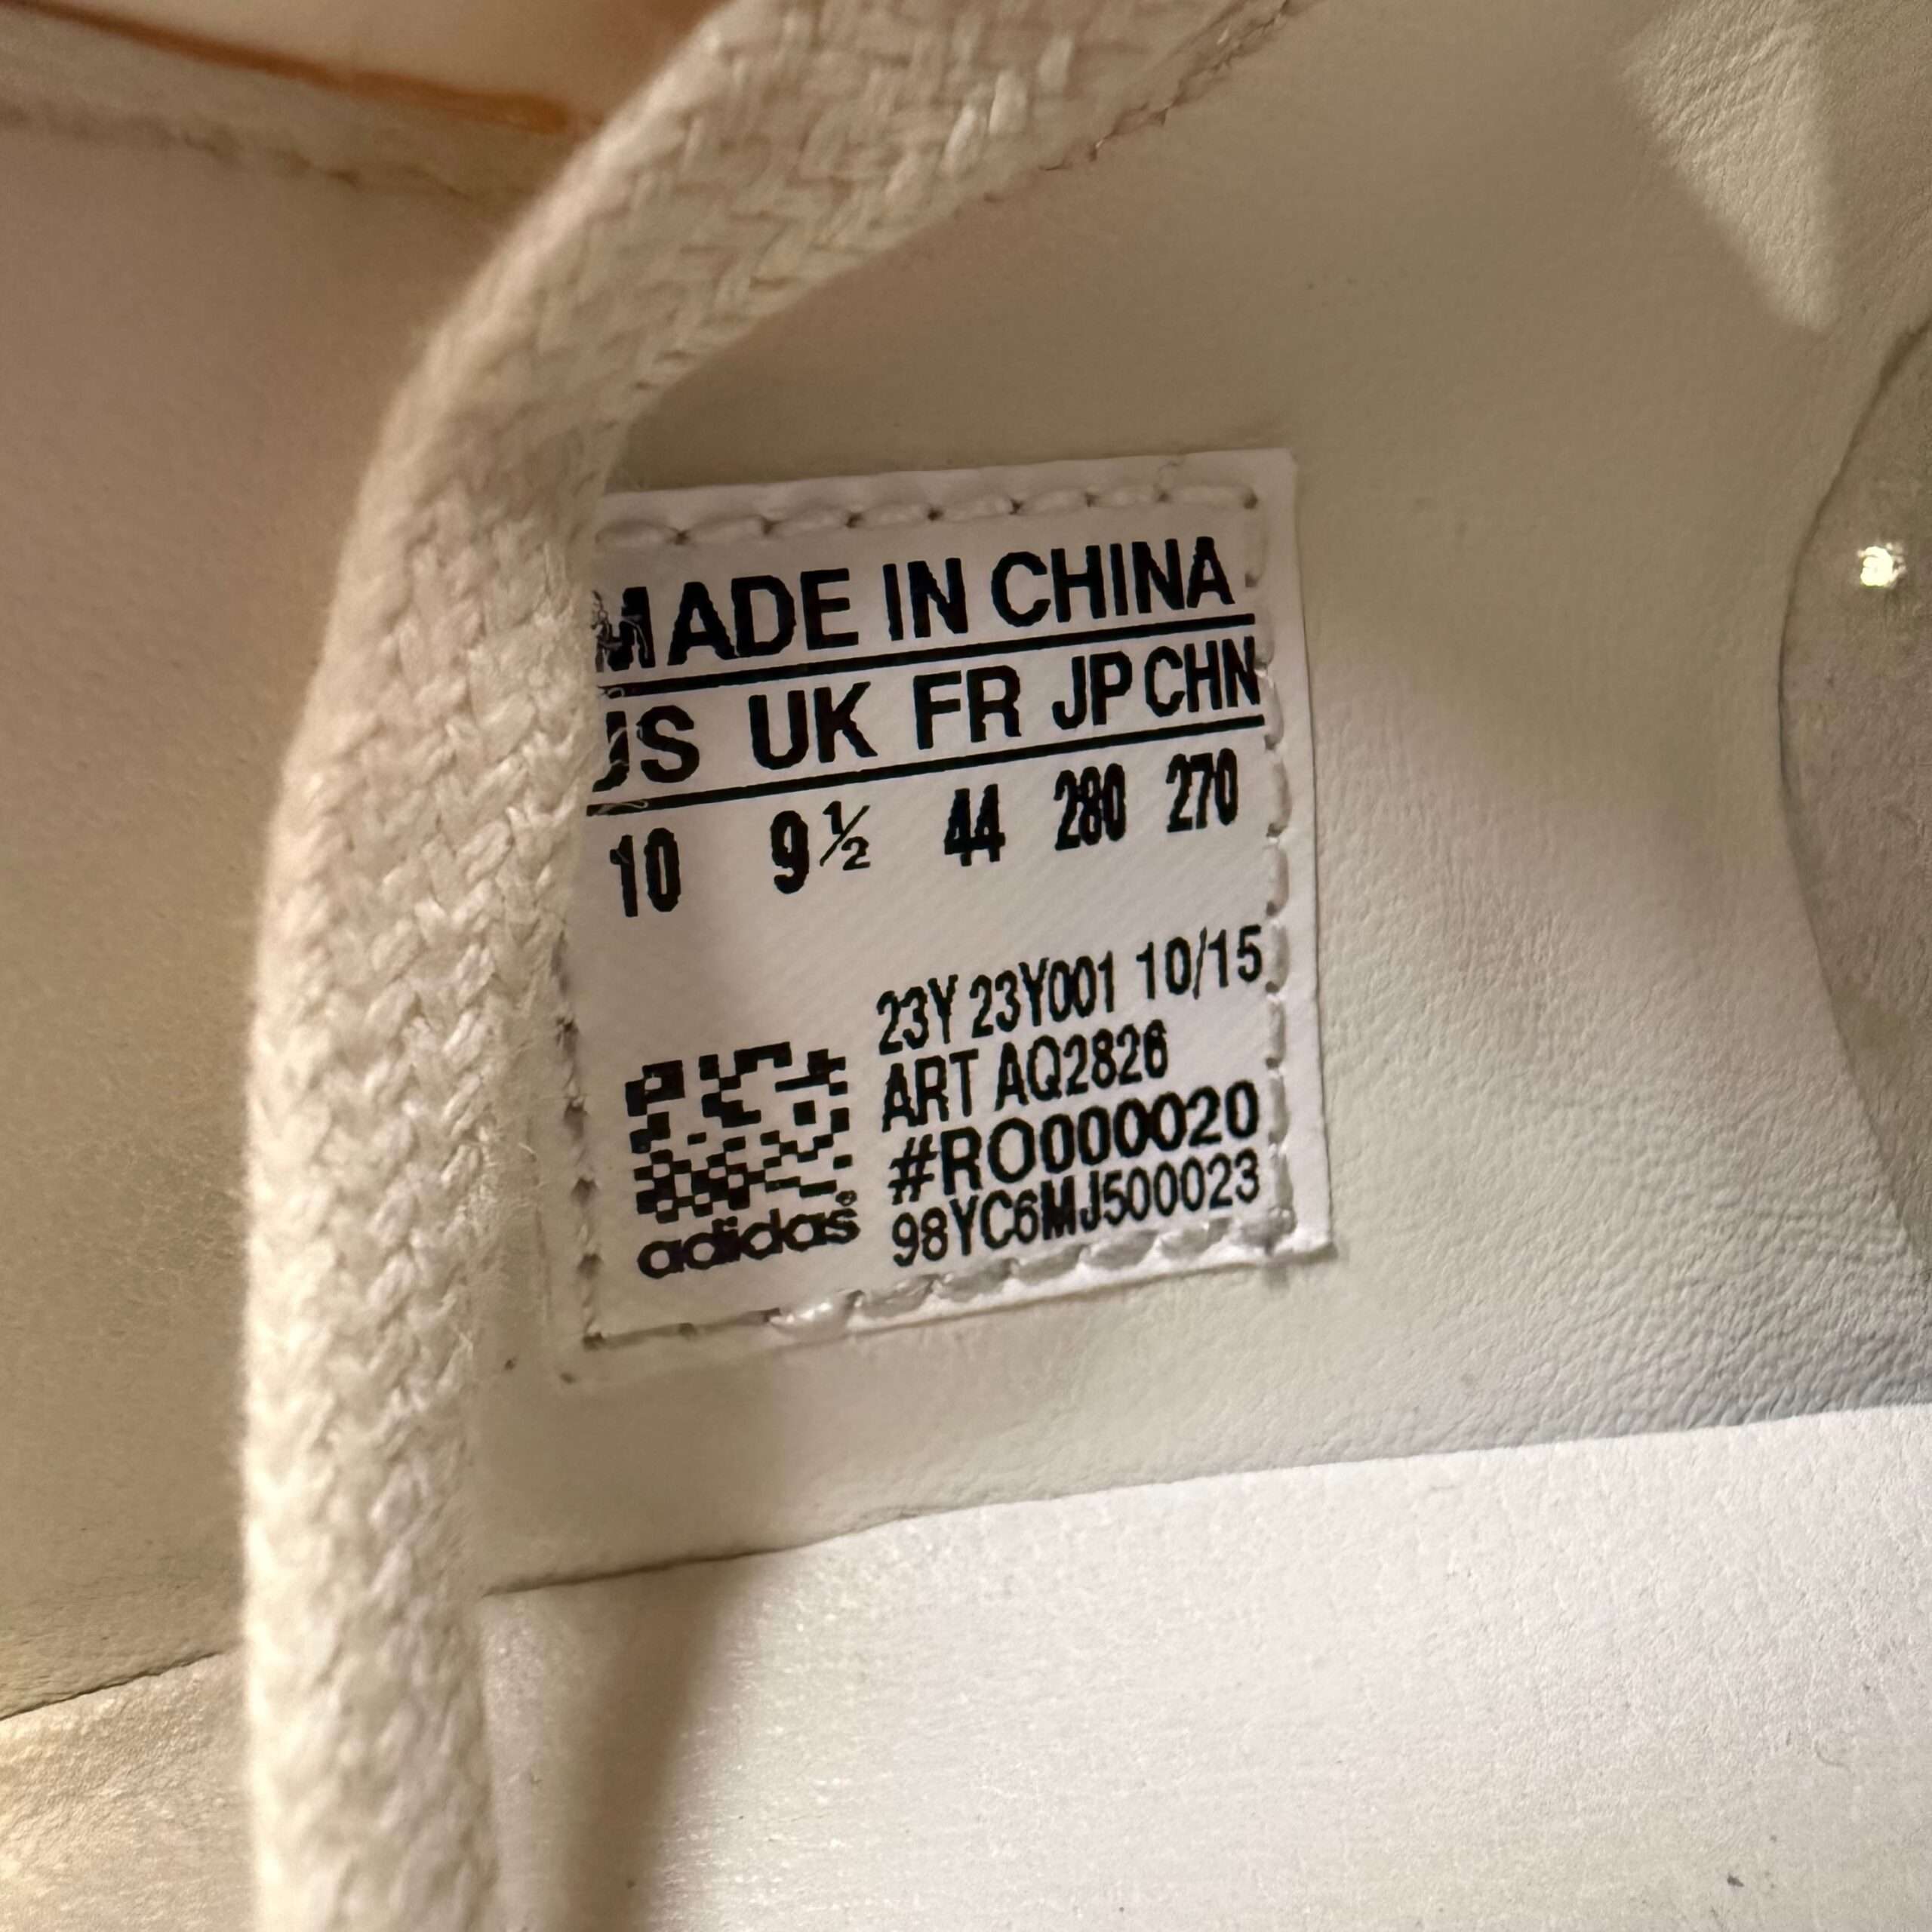 MADE IN CHINA
US UK FR JP CHN
10 9½ 44 280 270
23Y 23Y001 10/15
ART AQ2826
#RO000020
98YC6MJ500023
adidas®